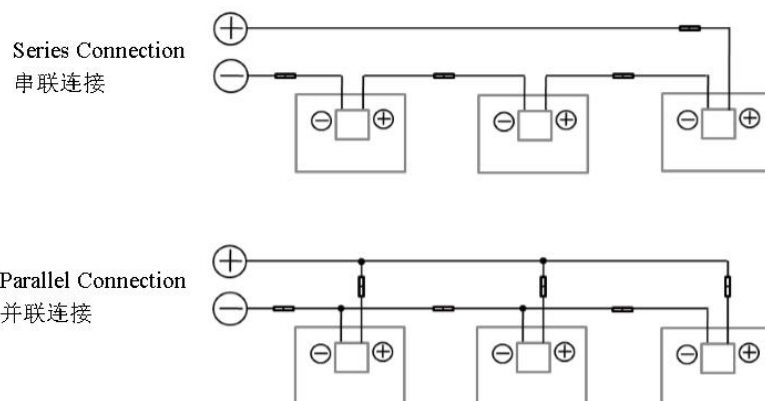 Series Connection
串联连接
Parallel Connection
并联连接